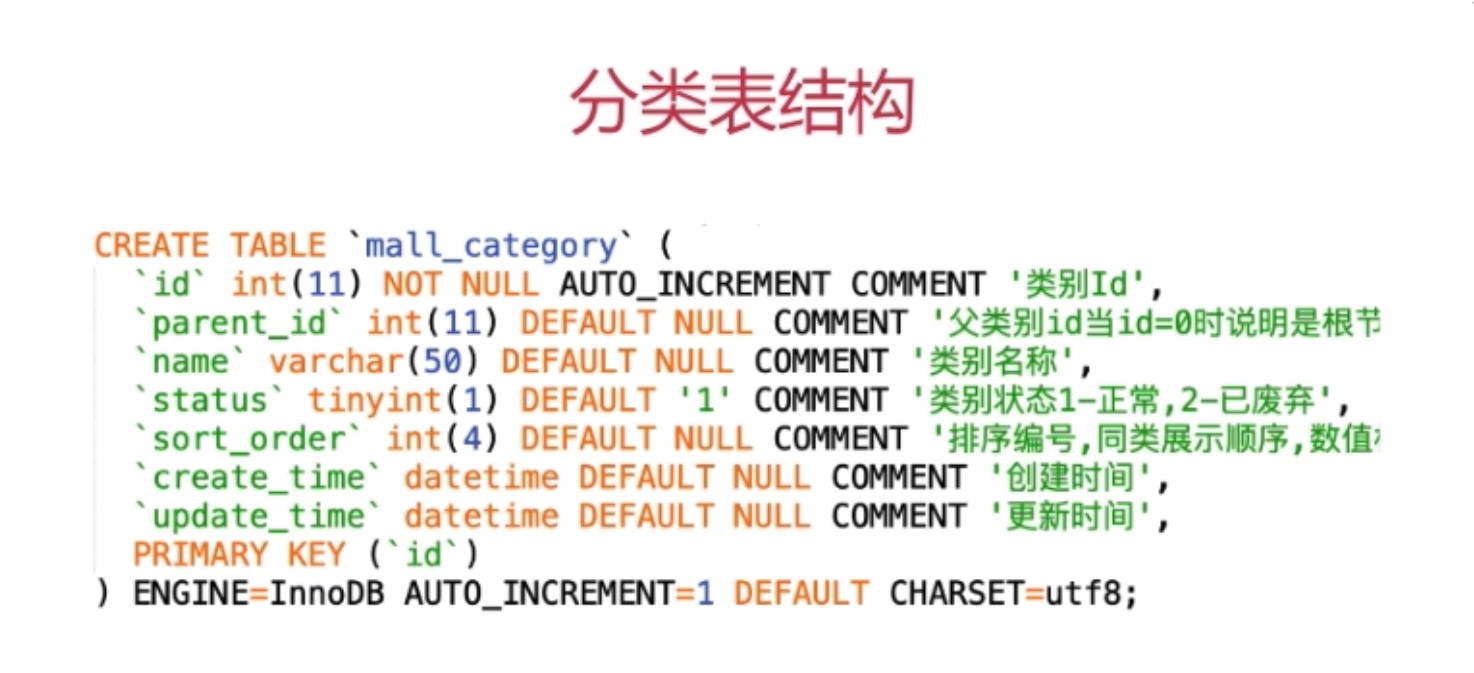 分类表结构
CREATE TABLE `mall_category` (
`id` int(11) NOT NULL AUTO_INCREMENT COMMENT '类别Id',
`parent_id` int(11) DEFAULT NULL COMMENT '父类别id当id=0时说明是根节
`name` varchar(50) DEFAULT NULL COMMENT '类别名称',
`status` tinyint(1) DEFAULT '1' COMMENT '类别状态1-正常,2-已废弃',
`sort_order` int(4) DEFAULT NULL COMMENT '排序编号,同类展示顺序,数值
`create_time` datetime DEFAULT NULL COMMENT '创建时间',
`update_time` datetime DEFAULT NULL COMMENT '更新时间',
PRIMARY KEY (`id`)
) ENGINE=InnoDB AUTO_INCREMENT=1 DEFAULT CHARSET=utf8;